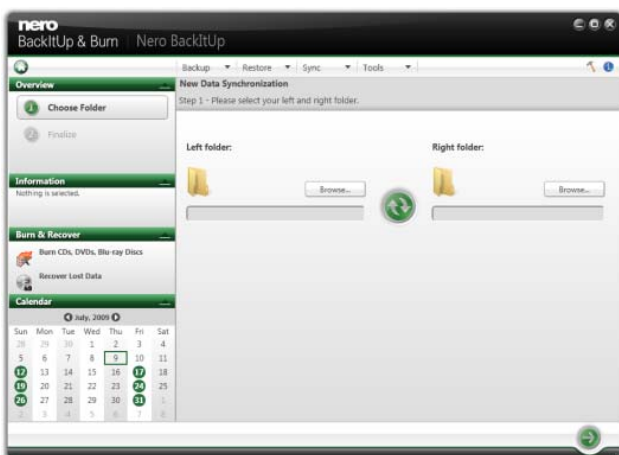 nero
BackItUp & Burn | Nero BackItUp
Backup Restore Sync Tools
Overview
1 Choose Folder
2 Finalize
Information
Nothing is selected.
Burn & Recover
Burn CDs, DVDs, Blu-ray Discs
Recover Lost Data
Calendar
July, 2009
Sun Mon Tue Wed Thu Fri Sat
28 29 30 1 2 3 4
5 6 7 8 9 10 11
12 13 14 15 16 17 18
19 20 21 22 23 24 25
26 27 28 29 30 31 1
2 3 4 5 6 7 8
New Data Synchronization
Step 1 - Please select your left and right folder.
Left folder:
Browse...
Right folder:
Browse...